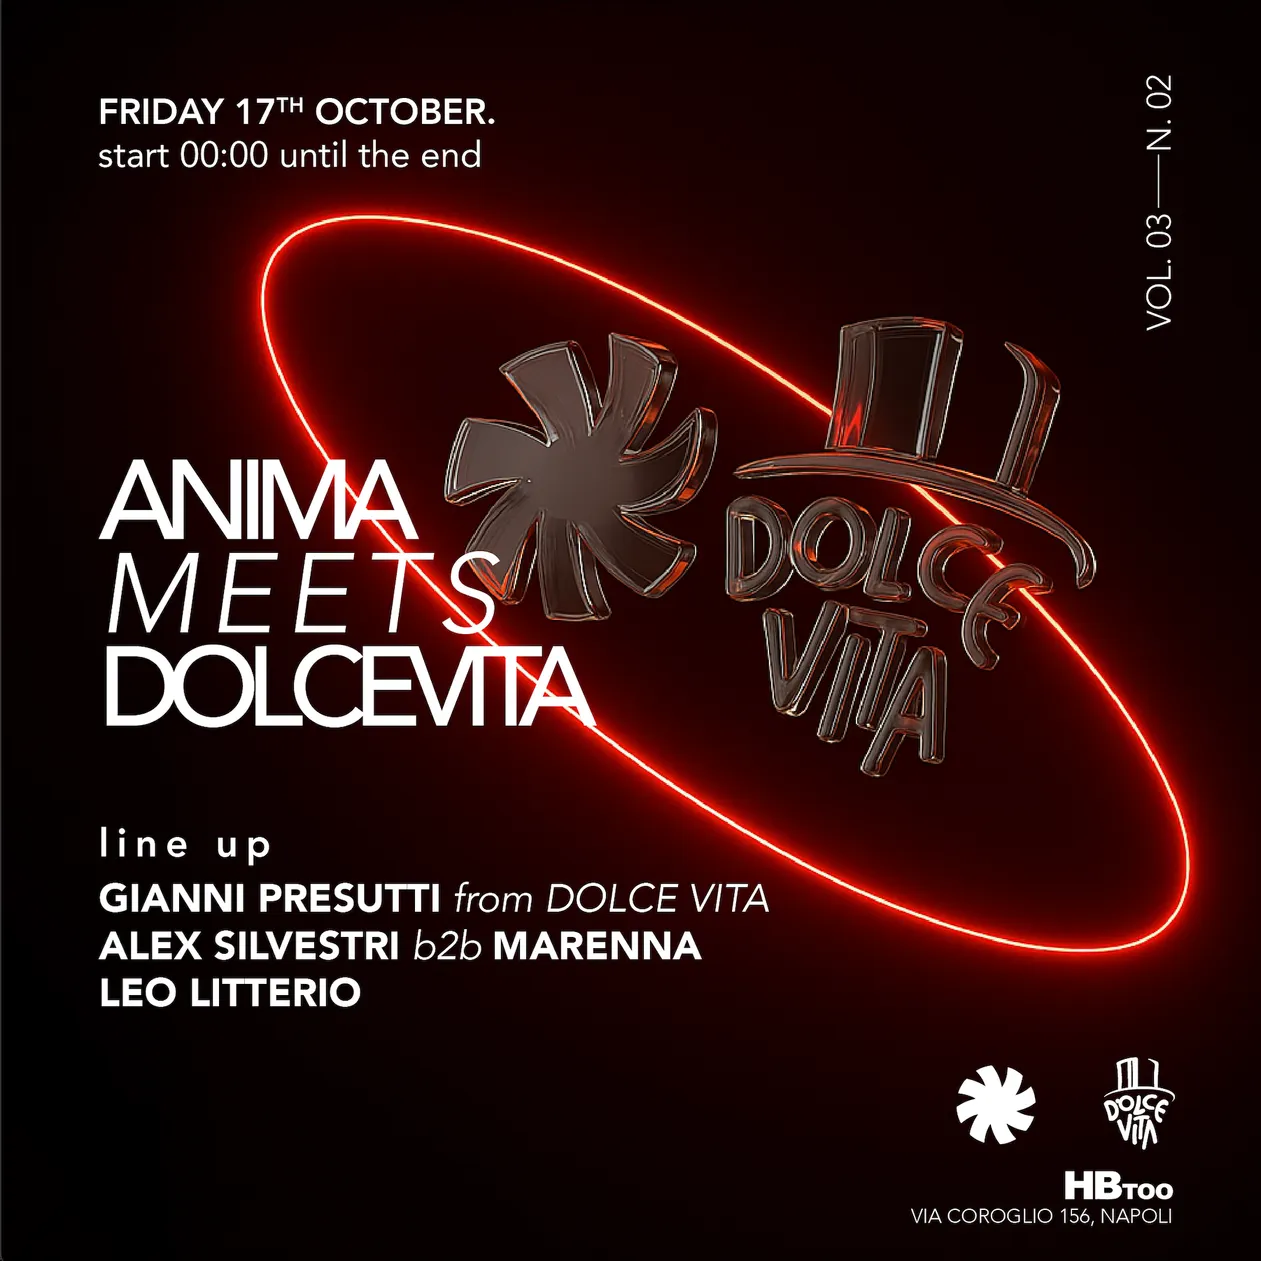 FRIDAY 17TH OCTOBER.
start 00:00 until the end
VOL. 03—N. 02
ANIMA
MEETS
DOLCEVITA
DOLCE
VITA
line up
GIANNI PRESUTTI from DOLCE VITA
ALEX SILVESTRI b2b MARENNA
LEO LITTERIO
DOLCE
VITA
HBTOO
VIA COROGLIO 156, NAPOLI